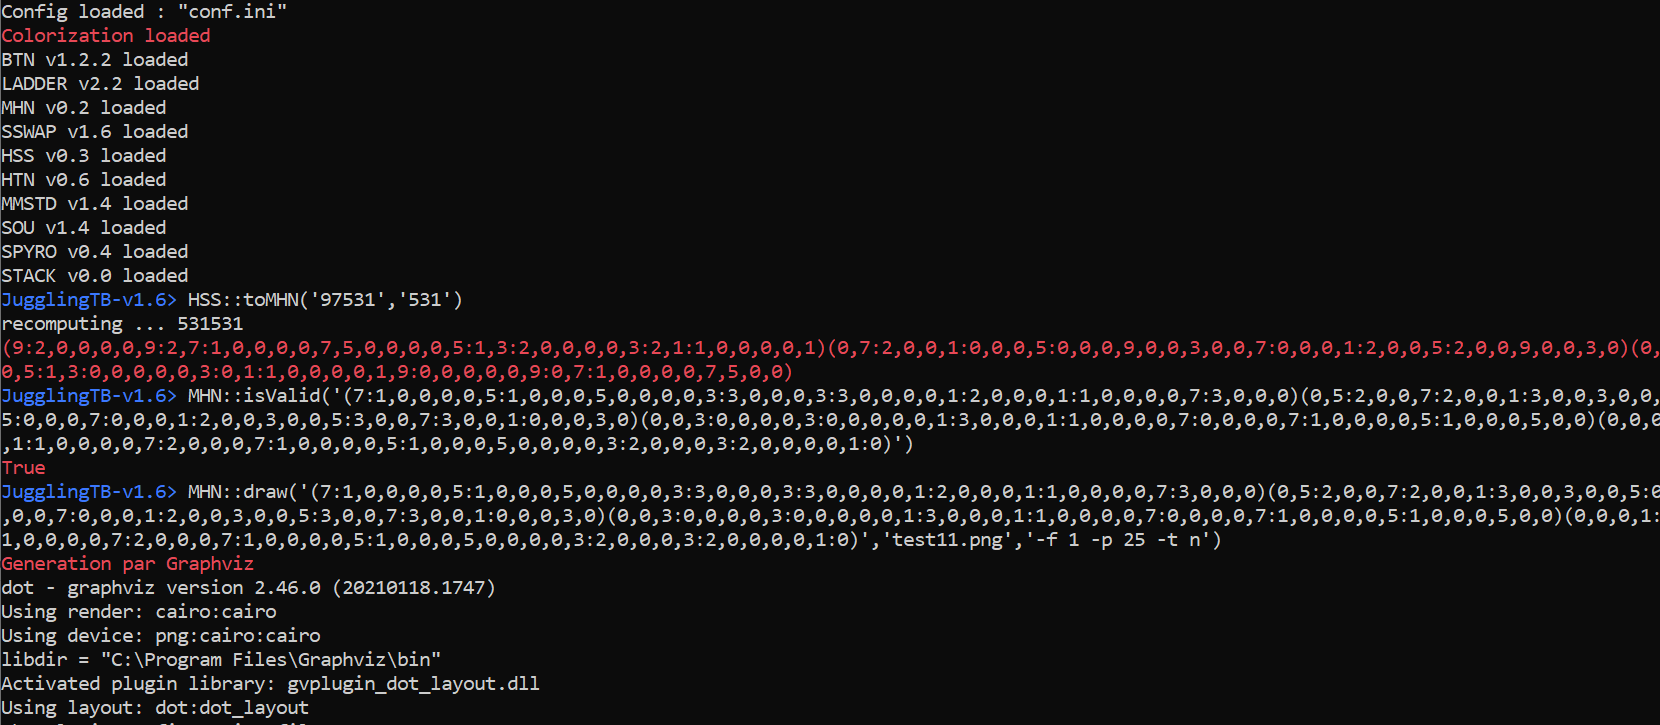 Config loaded : "conf.ini"
Colorization loaded
BTN v1.2.2 loaded
LADDER v2.2 loaded
MHN v0.2 loaded
SSWAP v1.6 loaded
HSS v0.3 loaded
HTN v0.6 loaded
MMSTD v1.4 loaded
SOU v1.4 loaded
SPYRO v0.4 loaded
STACK v0.0 loaded
JugglingTB-v1.6> HSS::toMHN('97531','531')
recomputing ... 531531
(9:2,0,0,0,0,9:2,7:1,0,0,0,0,7,5,0,0,0,0,5:1,3:2,0,0,0,0,3:2,1:1,0,0,0,0,1)(0,7:2,0,0,1:0,0,0,5:0,0,0,9,0,0,3,0,0,7:0,0,0,1:2,0,0,5:2,0,0,9,0,0,3,0)(0,
0,5:1,3:0,0,0,0,0,3:0,1:1,0,0,0,0,1,9:0,0,0,0,0,9:0,7:1,0,0,0,0,7,5,0,0)
JugglingTB-v1.6> MHN::isValid('(7:1,0,0,0,0,5:1,0,0,0,5,0,0,0,0,3:3,0,0,0,3:3,0,0,0,0,1:2,0,0,0,1:1,0,0,0,0,7:3,0,0,0)(0,5:2,0,0,7:2,0,0,1:3,0,0,3,0,0,
5:0,0,0,7:0,0,0,1:2,0,0,3,0,0,5:3,0,0,7:3,0,0,1:0,0,0,3,0)(0,0,3:0,0,0,0,3:0,0,0,0,0,1:3,0,0,0,1:1,0,0,0,0,7:0,0,0,0,7:1,0,0,0,0,5:1,0,0,0,5,0,0)(0,0,0
,1:1,0,0,0,0,7:2,0,0,0,7:1,0,0,0,0,5:1,0,0,0,5,0,0,0,0,3:2,0,0,0,3:2,0,0,0,0,1:0)')
True
JugglingTB-v1.6> MHN::draw('(7:1,0,0,0,0,5:1,0,0,0,5,0,0,0,0,3:3,0,0,0,3:3,0,0,0,0,1:2,0,0,0,1:1,0,0,0,0,7:3,0,0,0)(0,5:2,0,0,7:2,0,0,1:3,0,0,3,0,0,5:0
,0,0,7:0,0,0,1:2,0,0,3,0,0,5:3,0,0,7:3,0,0,1:0,0,0,3,0)(0,0,3:0,0,0,0,3:0,0,0,0,0,1:3,0,0,0,1:1,0,0,0,0,7:0,0,0,0,7:1,0,0,0,0,5:1,0,0,0,5,0,0)(0,0,0,1:
1,0,0,0,0,7:2,0,0,0,7:1,0,0,0,0,5:1,0,0,0,5,0,0,0,0,3:2,0,0,0,3:2,0,0,0,0,1:0)','test11.png','-f 1 -p 25 -t n')
Generation par Graphviz
dot - graphviz version 2.46.0 (20210118.1747)
Using render: cairo:cairo
Using device: png:cairo:cairo
libdir = "C:\Program Files\Graphviz\bin"
Activated plugin library: gvplugin_dot_layout.dll
Using layout: dot:dot_layout